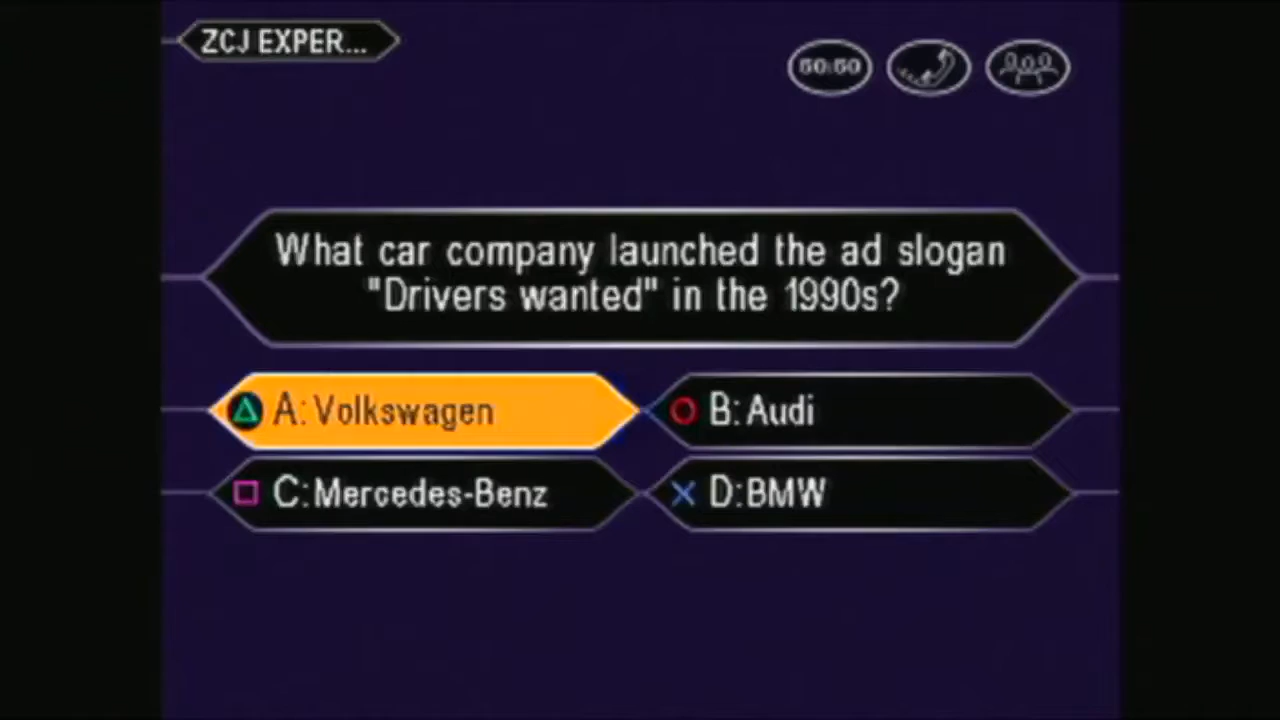 ZCJ EXPER...
50:50
What car company launched the ad slogan
"Drivers wanted" in the 1990s?
A: Volkswagen
B: Audi
C: Mercedes-Benz
D: BMW